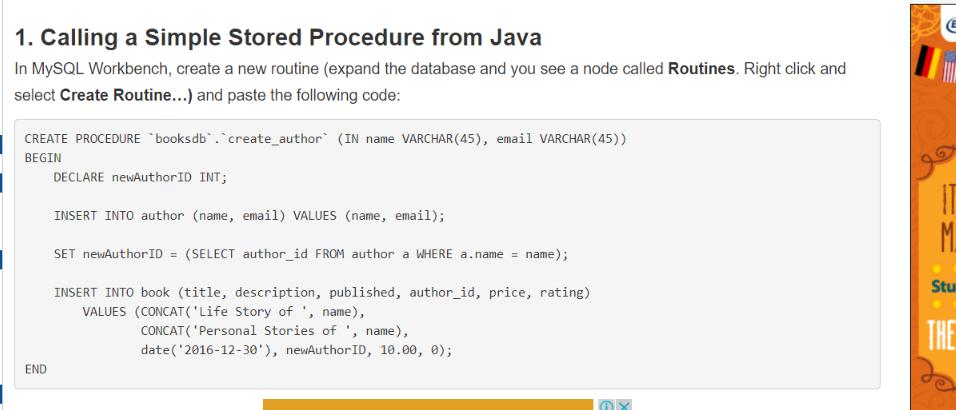 1. Calling a Simple Stored Procedure from Java
In MySQL Workbench, create a new routine (expand the database and you see a node called Routines. Right click and
select Create Routine…) and paste the following code:
CREATE PROCEDURE `booksdb`.`create_author` (IN name VARCHAR(45), email VARCHAR(45))
BEGIN
    DECLARE newAuthorID INT;
    INSERT INTO author (name, email) VALUES (name, email);
    SET newAuthorID = (SELECT author_id FROM author a WHERE a.name = name);
    INSERT INTO book (title, description, published, author_id, price, rating)
        VALUES (CONCAT('Life Story of ', name),
                CONCAT('Personal Stories of ', name),
                date('2016-12-30'), newAuthorID, 10.00, 0);
END
Stu
THE